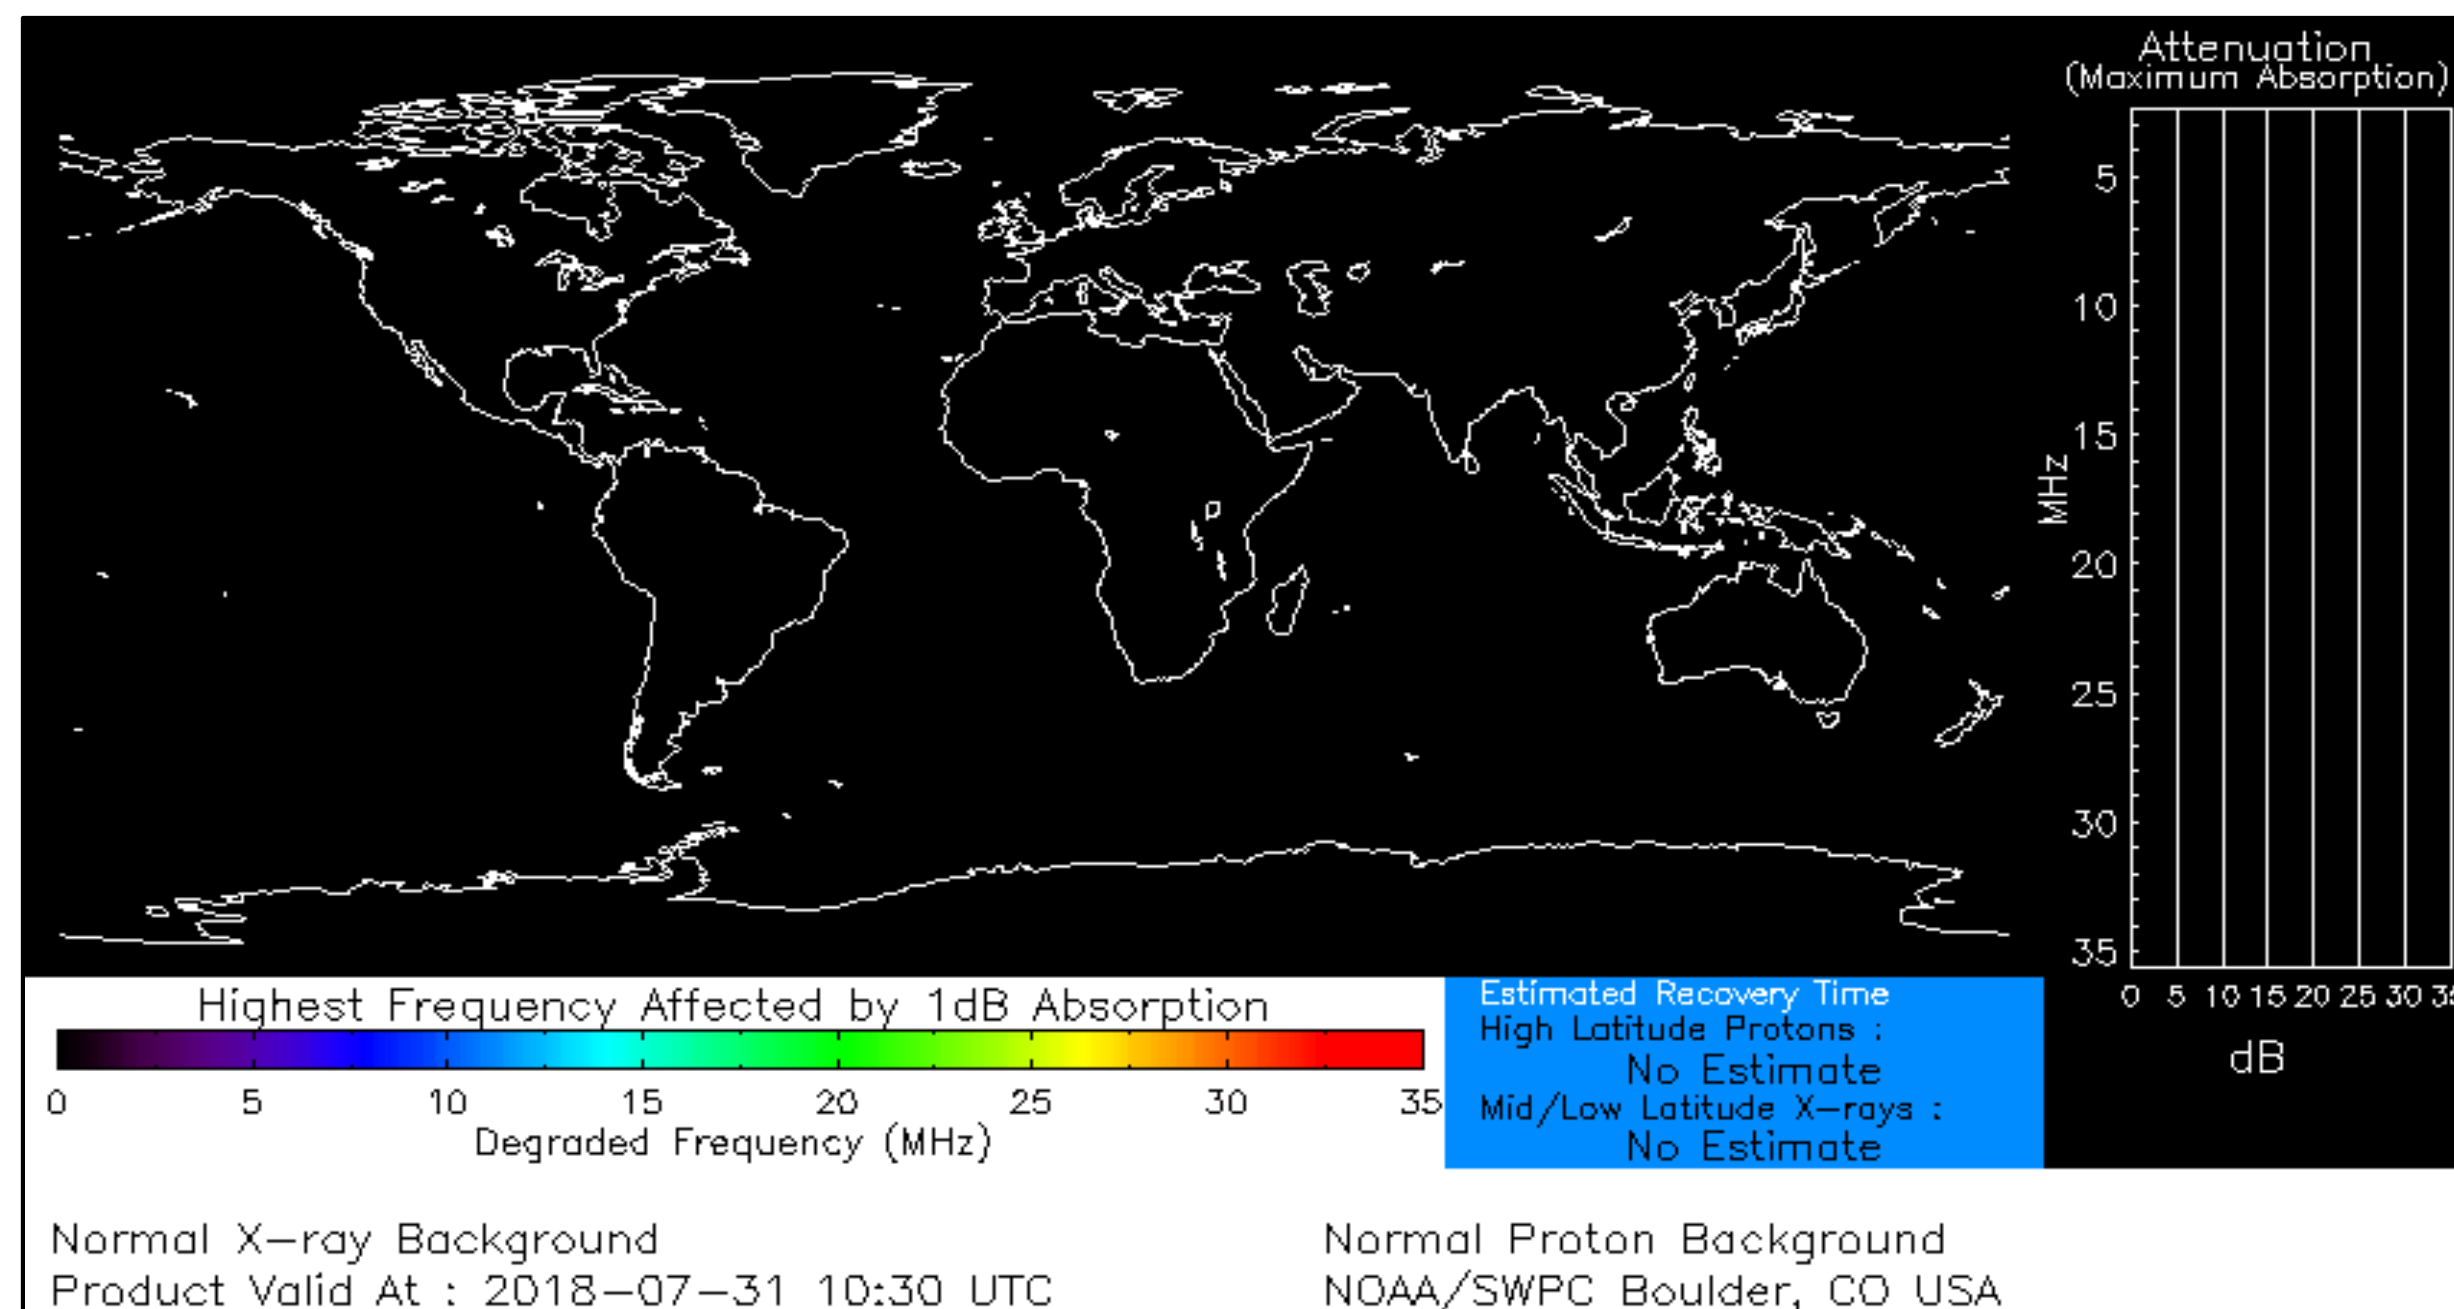 Attenuation
(Maximum Absorption)
5
10
15
20
25
30
35
MHz
0 5 10 15 20 25 30
dB
Highest Frequency Affected by 1dB Absorption
0 5 10 15 20 25 30 35
Degraded Frequency (MHz)
Estimated Recovery Time
High Latitude Protons :
No Estimate
Mid/Low Latitude X-rays :
No Estimate
Normal X-ray Background
Product Valid At : 2018-07-31 10:30 UTC
Normal Proton Background
NOAA/SWPC Boulder, CO USA